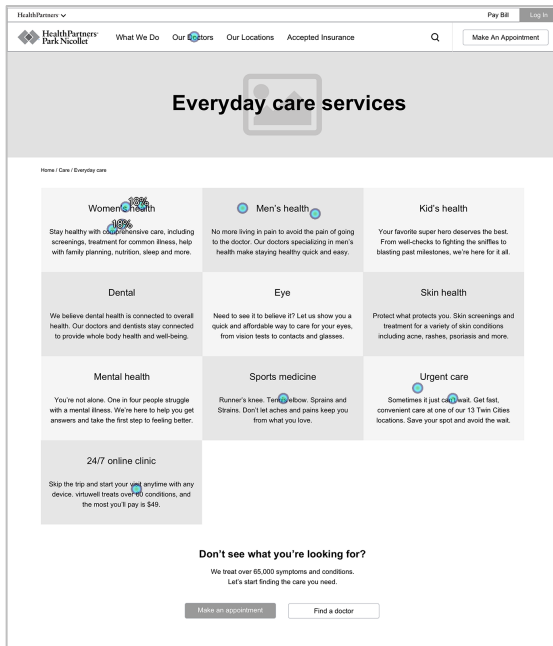 HealthPartners
Pay Bill
Log In
HealthPartners®
Park Nicollet
What We Do
Our Doctors
Our Locations
Accepted Insurance
Make An Appointment
Everyday care services
Home / Care / Everyday care
Women's health
18%
18%
Stay healthy with comprehensive care, including
screenings, treatment for common illness, help
with family planning, nutrition, sleep and more.
Men's health
No more living in pain to avoid the pain of going
to the doctor. Our doctors specializing in men's
health make staying healthy quick and easy.
Kid's health
Your favorite super hero deserves the best.
From well-checks to fighting the sniffles to
blasting past milestones, we're here for it all.
Dental
We believe dental health is connected to overall
health. Our doctors and dentists stay connected
to provide whole body health and well-being.
Eye
Need to see it to believe it? Let us show you a
quick and affordable way to care for your eyes,
from vision tests to contacts and glasses.
Skin health
Protect what protects you. Skin screenings and
treatment for a variety of skin conditions
including acne, rashes, psoriasis and more.
Mental health
You're not alone. One in four people struggle
with a mental illness. We're here to help you get
answers and take the first step to feeling better.
Sports medicine
Runner's knee. Tennis elbow. Sprains and
Strains. Don't let aches and pains keep you
from what you love.
Urgent care
Sometimes it just can't wait. Get fast,
convenient care at one of our 13 Twin Cities
locations. Save your spot and avoid the wait.
24/7 online clinic
Skip the trip and start your visit anytime with any
device. virtuwell treats over 60 conditions, and
the most you'll pay is $49.
Don't see what you're looking for?
We treat over 65,000 symptoms and conditions.
Let's start finding the care you need.
Make an appointment
Find a doctor